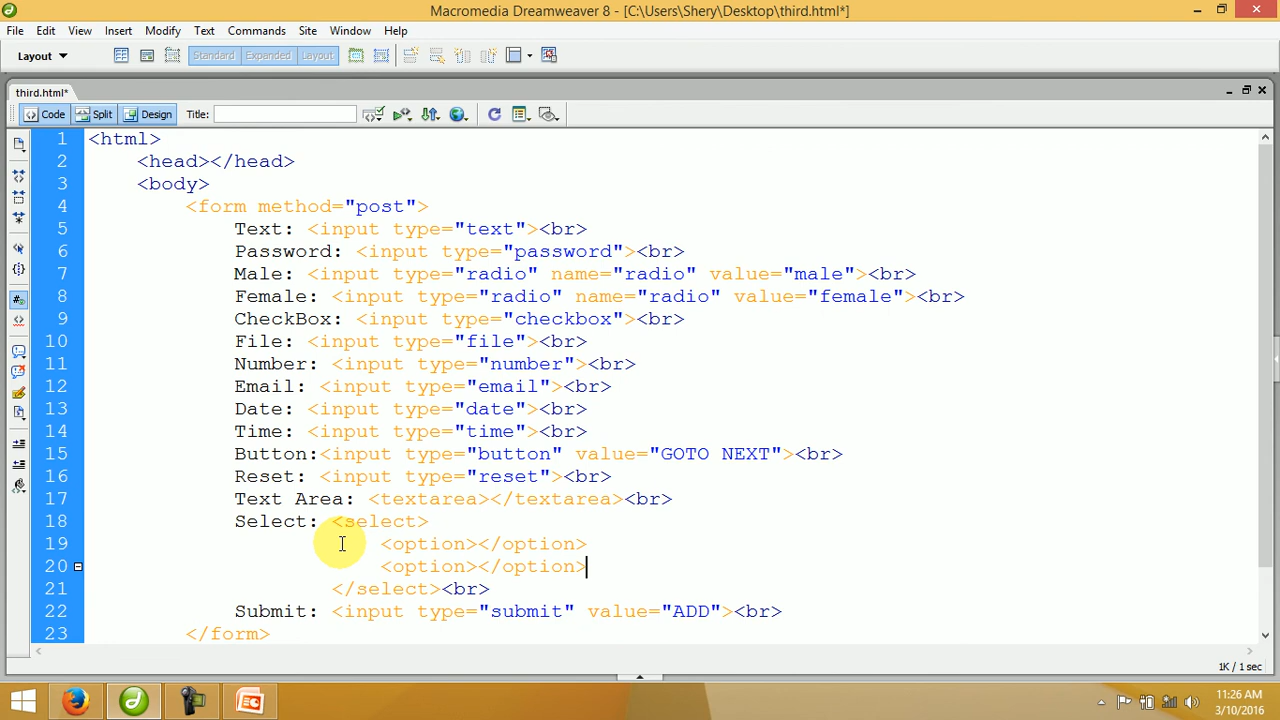 Macromedia Dreamweaver 8 - [C:\Users\Shery\Desktop\third.html*]
File Edit View Insert Modify Text Commands Site Window Help
Layout Standard Expanded Layout
third.html*
Code Split Design Title:
1 <html>
2 <head></head>
3 <body>
4 <form method="post">
5 Text: <input type="text"><br>
6 Password: <input type="password"><br>
7 Male: <input type="radio" name="radio" value="male"><br>
8 Female: <input type="radio" name="radio" value="female"><br>
9 CheckBox: <input type="checkbox"><br>
10 File: <input type="file"><br>
11 Number: <input type="number"><br>
12 Email: <input type="email"><br>
13 Date: <input type="date"><br>
14 Time: <input type="time"><br>
15 Button:<input type="button" value="GOTO NEXT"><br>
16 Reset: <input type="reset"><br>
17 Text Area: <textarea></textarea><br>
18 Select: <select>
19 <option></option>
20 <option></option>
21 </select><br>
22 Submit: <input type="submit" value="ADD"><br>
23 </form>
1K / 1 sec
11:26 AM
3/10/2016